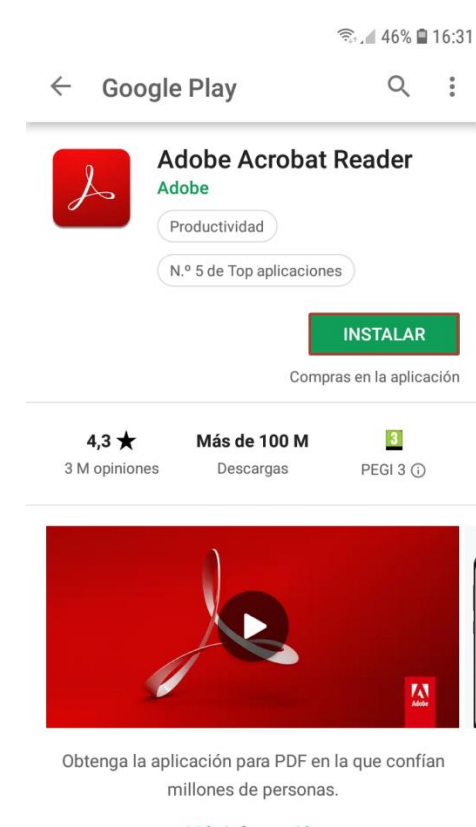 46% 16:31
Google Play
Adobe Acrobat Reader
Adobe
Productividad
N.º 5 de Top aplicaciones
INSTALAR
Compras en la aplicación
4,3 ★ Más de 100 M 3
3 M opiniones Descargas PEGI 3
Adobe
Obtenga la aplicación para PDF en la que confían
millones de personas.